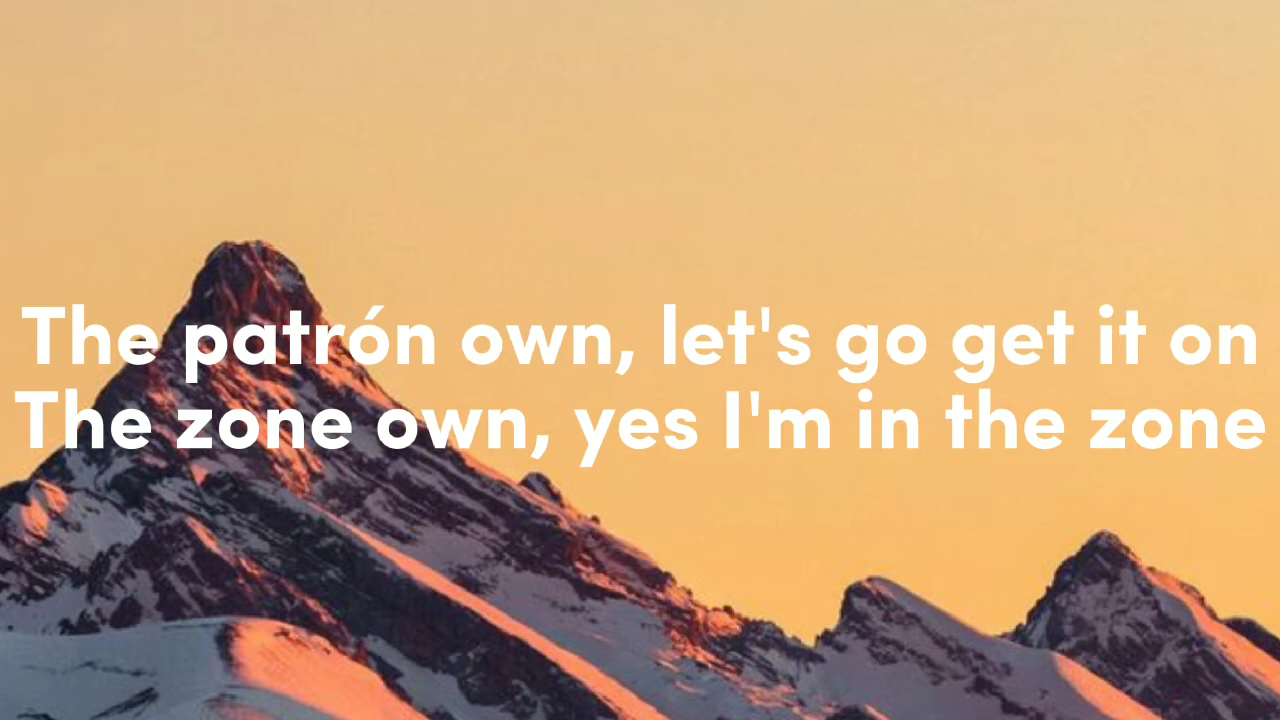 The patrón own, let's go get it on
The zone own, yes I'm in the zone